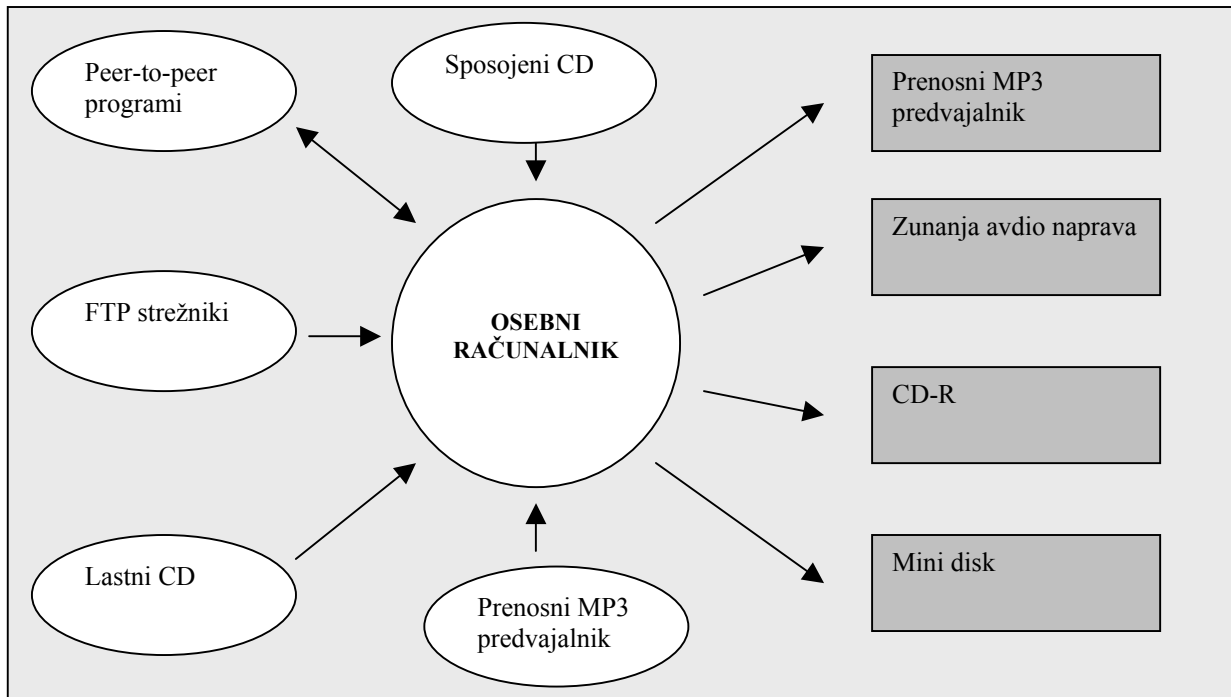 Peer-to-peer
programi
Sposojeni CD
Prenosni MP3
predvajalnik
Zunanja avdio naprava
FTP strežniki
OSEBNI
RAČUNALNIK
CD-R
Lastni CD
Prenosni MP3
predvajalnik
Mini disk